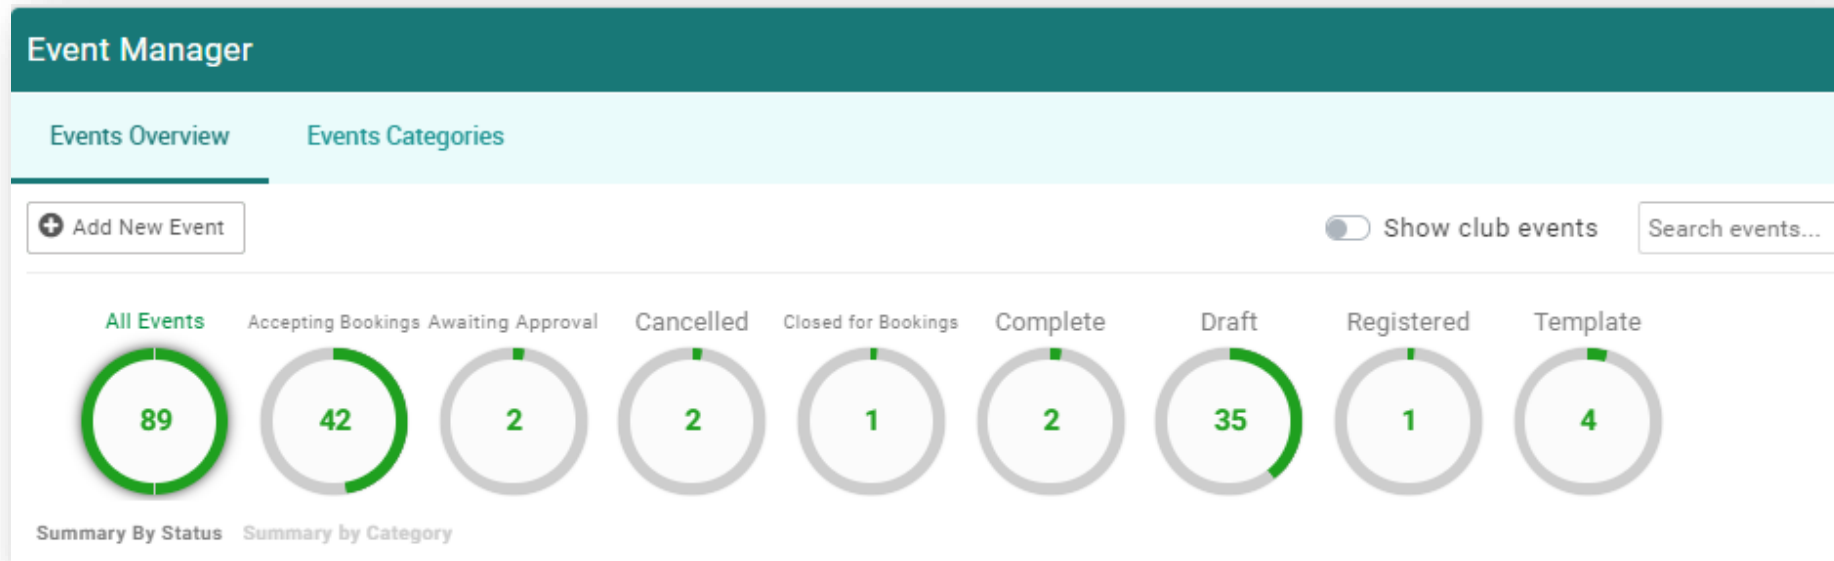 Event Manager
Events Overview Events Categories
Add New Event Show club events Search events...
All Events Accepting Bookings Awaiting Approval Cancelled Closed for Bookings Complete Draft Registered Template
89 42 2 2 1 2 35 1 4
Summary By Status Summary by Category